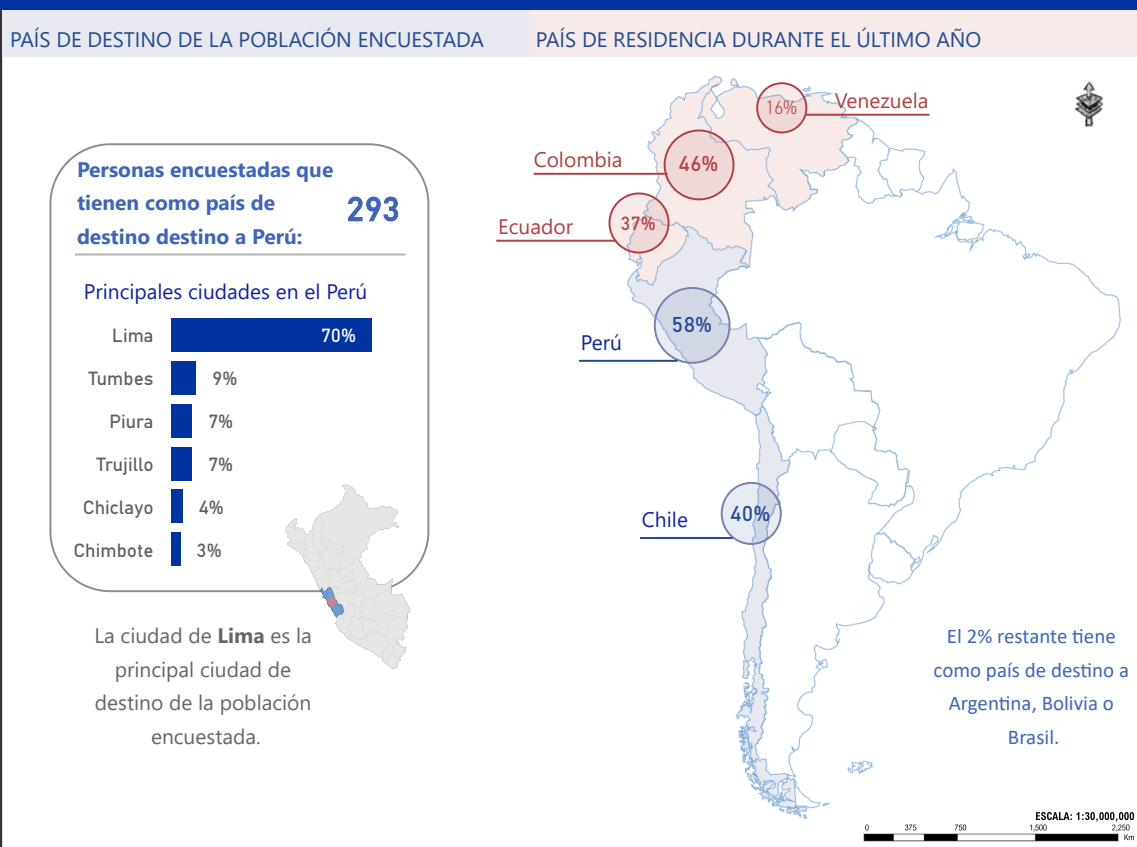 PAÍS DE DESTINO DE LA POBLACIÓN ENCUESTADA
PAÍS DE RESIDENCIA DURANTE EL ÚLTIMO AÑO
Personas encuestadas que
tienen como país de
destino destino a Perú:
293
Principales ciudades en el Perú
Lima 70%
Tumbes 9%
Piura 7%
Trujillo 7%
Chiclayo 4%
Chimbote 3%
La ciudad de Lima es la
principal ciudad de
destino de la población
encuestada.
16% Venezuela
Colombia 46%
Ecuador 37%
Perú 58%
Chile 40%
El 2% restante tiene
como país de destino a
Argentina, Bolivia o
Brasil.
ESCALA: 1:30,000,000
0 375 750 1,500 2,250
Km